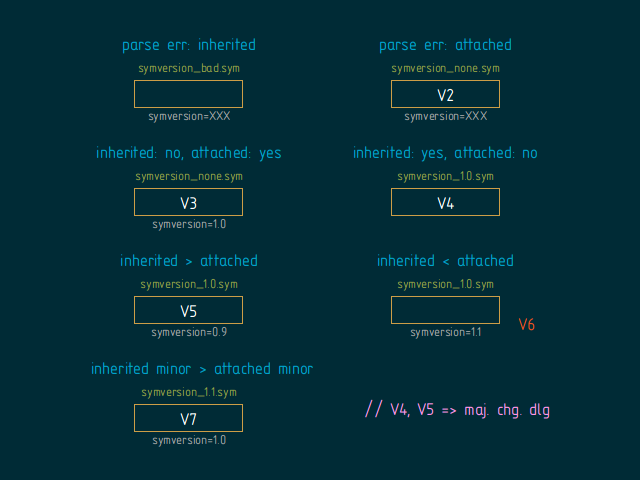 parse err: inherited
symversion_bad.sym
symversion=XXX
parse err: attached
symversion_none.sym
V2
symversion=XXX
inherited: no, attached: yes
symversion_none.sym
V3
symversion=1.0
inherited: yes, attached: no
symversion_1.0.sym
V4
inherited > attached
symversion_1.0.sym
V5
symversion=0.9
inherited < attached
symversion_1.0.sym
symversion=1.1
V6
inherited minor > attached minor
symversion_1.1.sym
V7
symversion=1.0
// V4, V5 => maj. chg. dlg